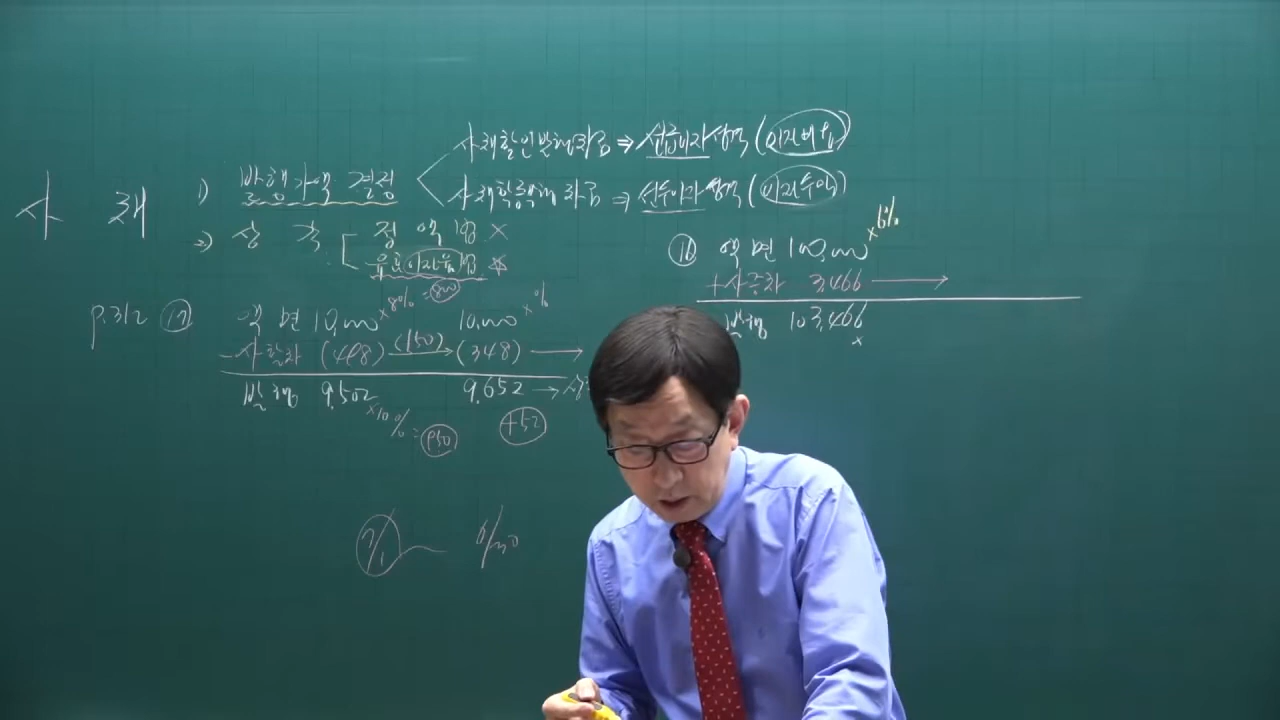 사 채
1) 발행가액 결정
사채할인발행차금 ⇒ 선급이자성격 (이자비용)
사채할증발행차금 ⇒ 선수이자성격 (이자수익)
2) 상각
정액법 ×
유효이자율법 ☆
p.312 ⑰
액면 10,000 ×8% = 800
10,000 × %
-사할차 (498) (150) → (348) →
발행 9,502 ×10% = 950
9,652 → 상
+52
7/1
6/30
⑯ 액면 100,000 ×6%
+사증차 3,466 →
발행 103,466
×